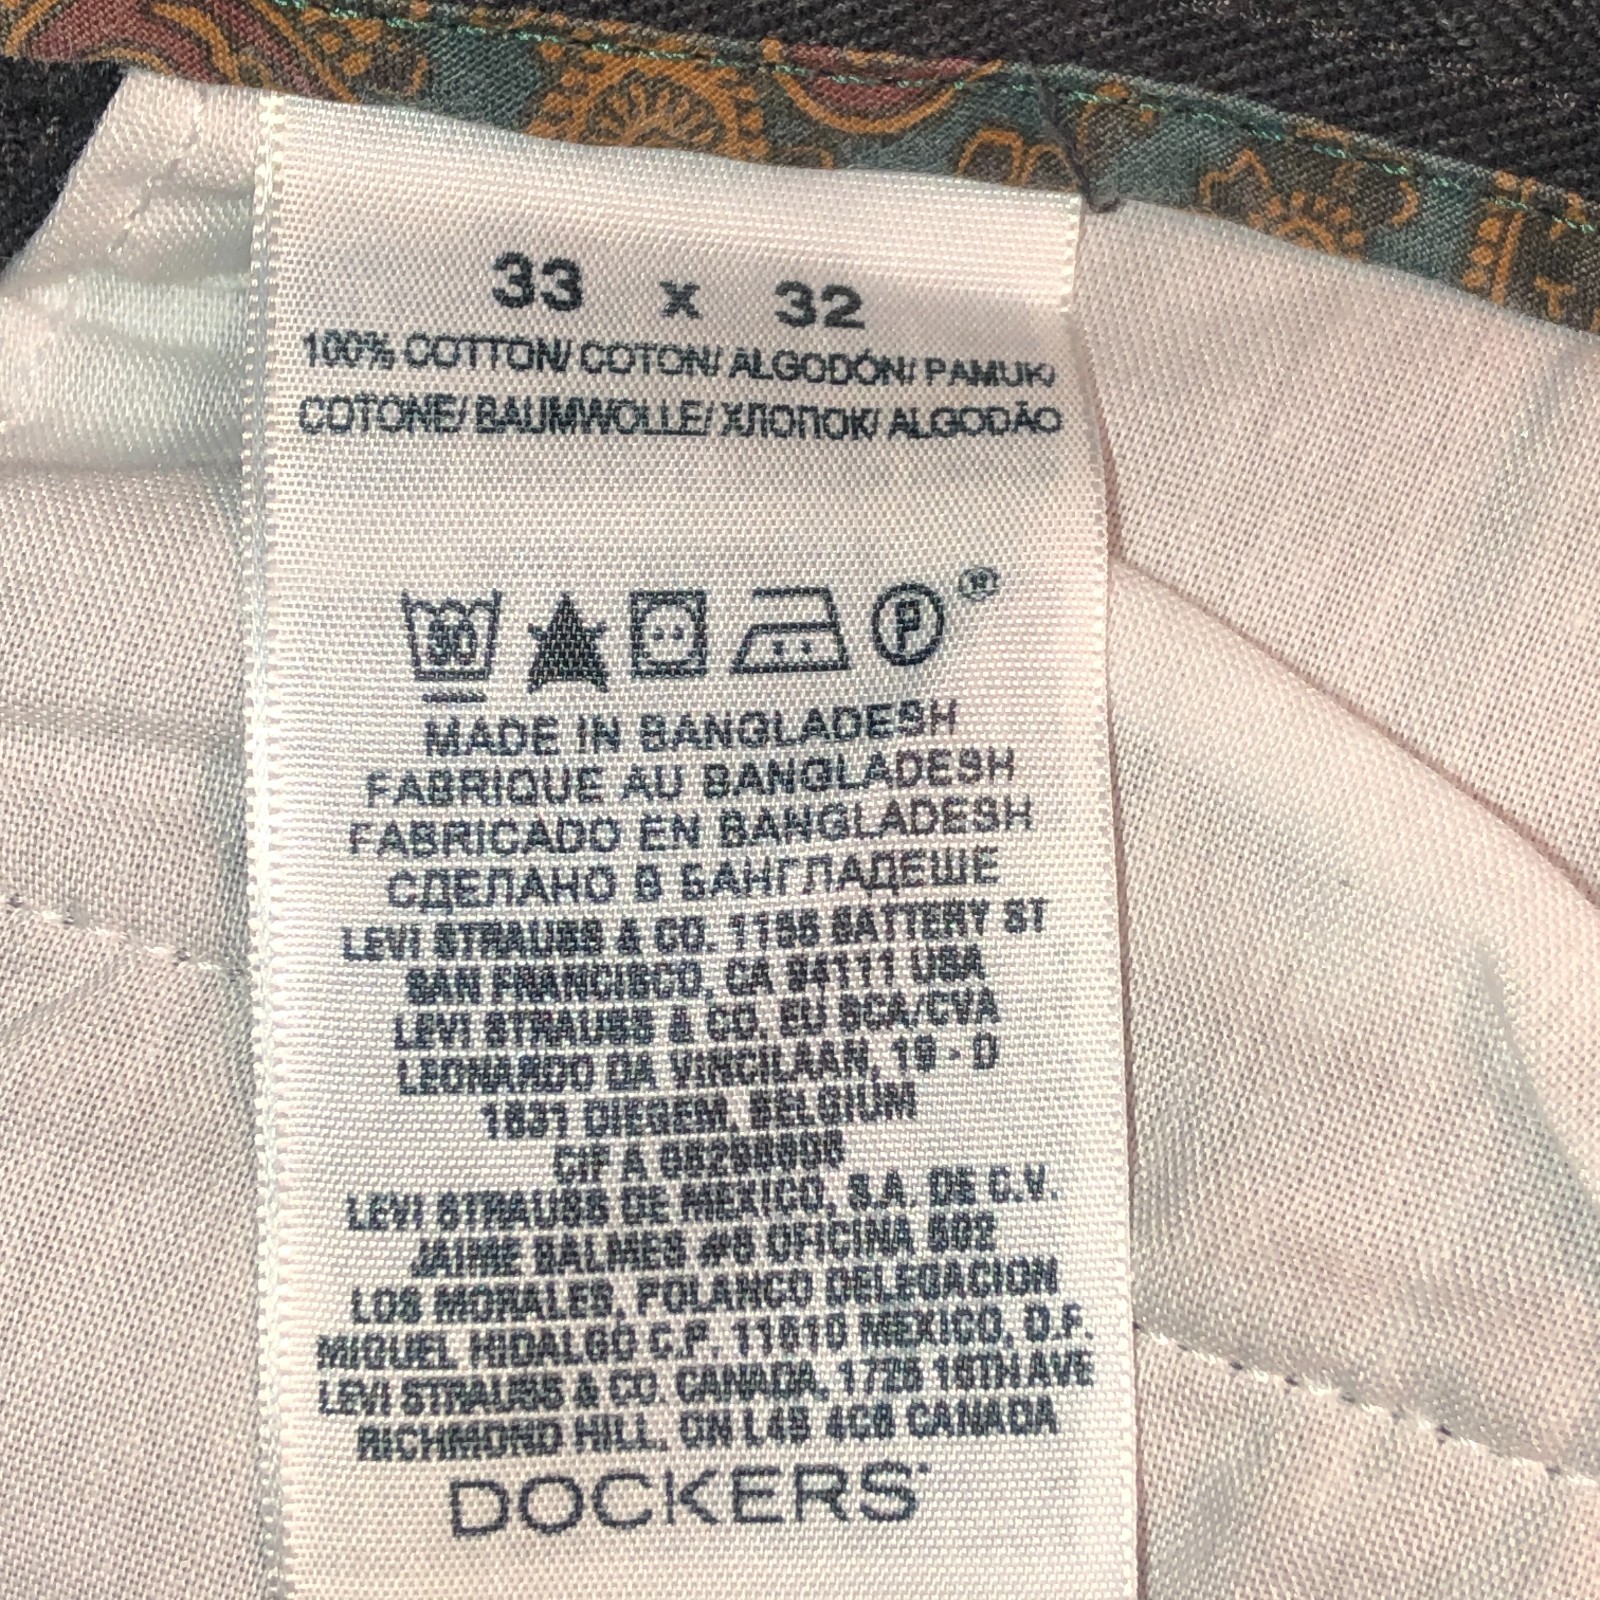 33 x 32
100% COTTON/ COTON/ ALGODÓN/ PAMUK/
COTONE/ BAUMWOLLE/ ХЛОПОК/ ALGODÃO
30
P ®
MADE IN BANGLADESH
FABRIQUE AU BANGLADESH
FABRICADO EN BANGLADESH
СДЕЛАНО В БАНГЛАДЕШЕ
LEVI STRAUSS & CO. 1155 BATTERY ST
SAN FRANCISCO, CA 94111 USA
LEVI STRAUSS & CO. EU SCA/CVA
LEONARDO DA VINCILAAN, 19 - D
1831 DIEGEM, BELGIUM
CIF A
LEVI STRAUSS DE MEXICO, S.A. DE C.V.
JAIME BALMES #8 OFICINA 502
LOS MORALES, POLANCO DELEGACION
MIGUEL HIDALGO C.P. 11510 MEXICO, D.F.
LEVI STRAUSS & CO. CANADA, 1725 16TH AVE
RICHMOND HILL, ON L4B 4C6 CANADA
DOCKERS